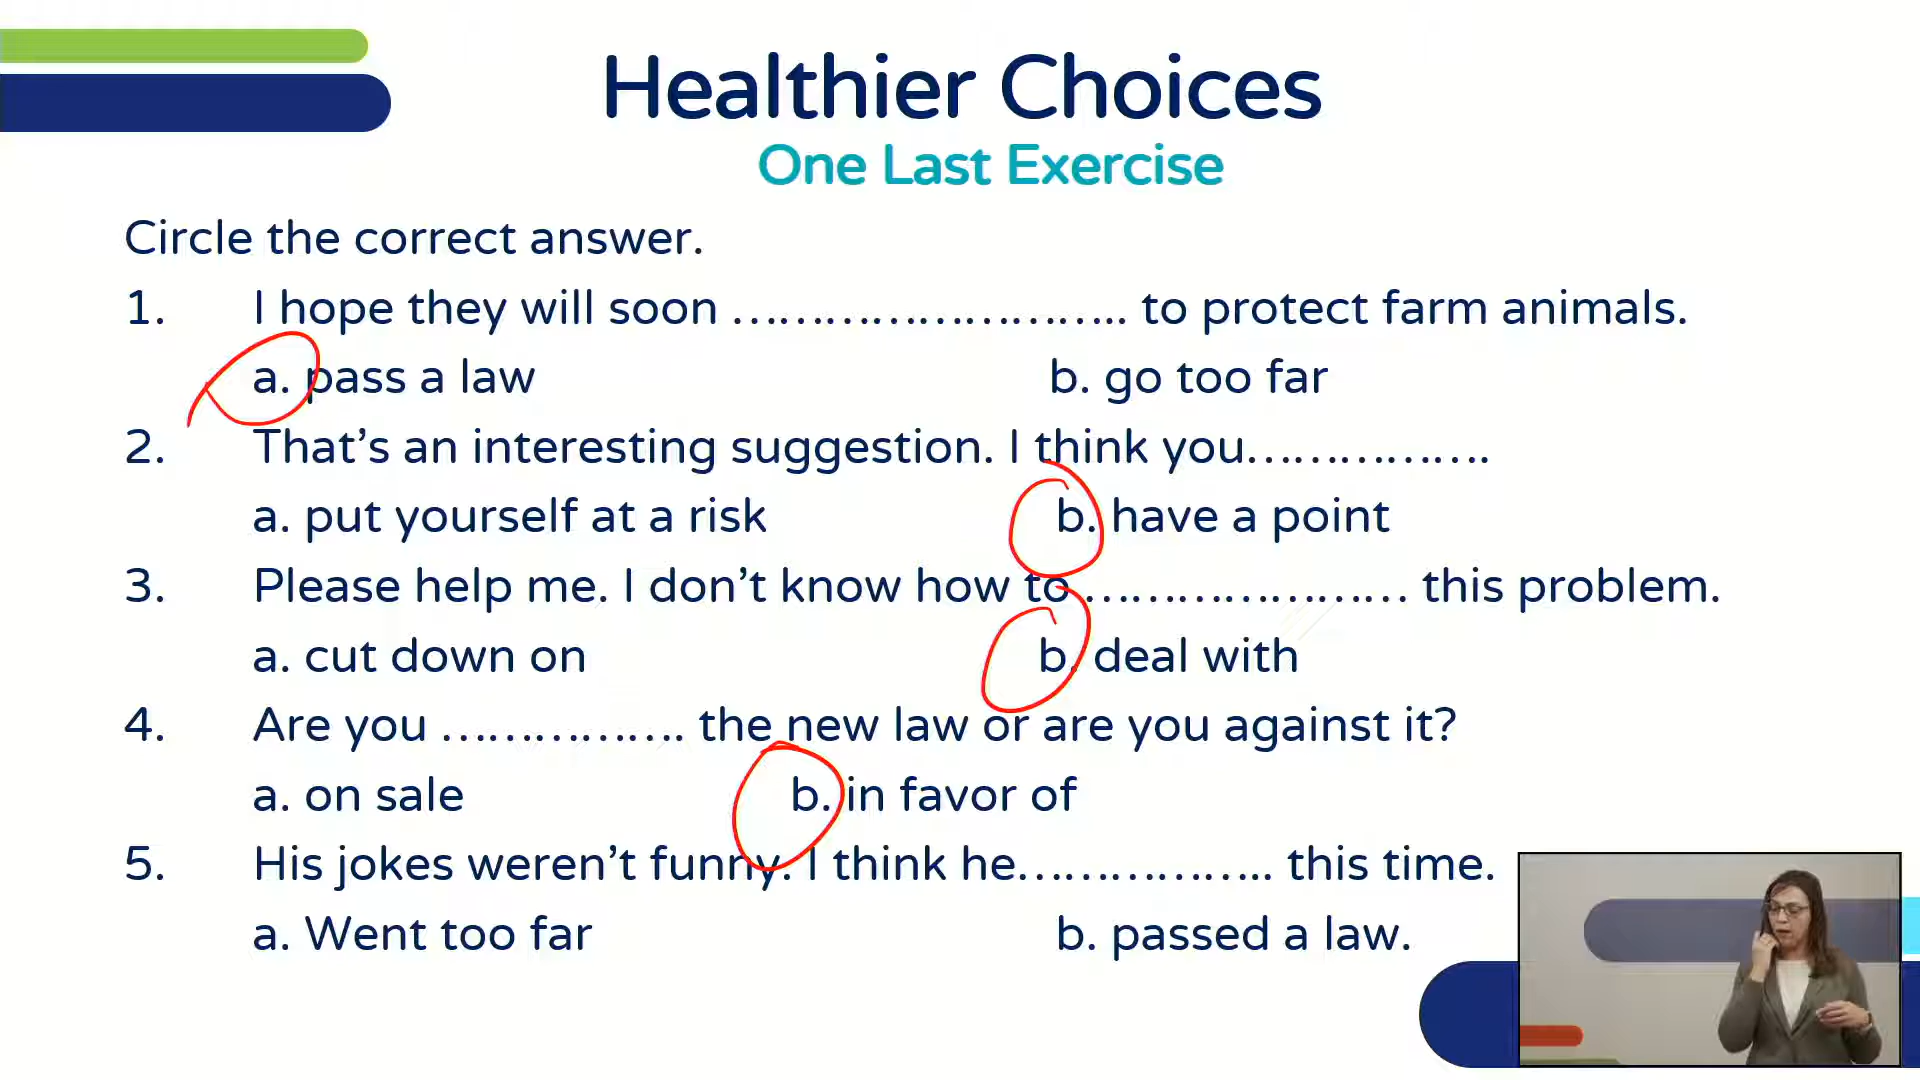 Healthier Choices
One Last Exercise
Circle the correct answer.
1. I hope they will soon …………………….. to protect farm animals.
a. pass a law b. go too far
2. That’s an interesting suggestion. I think you…………….
a. put yourself at a risk b. have a point
3. Please help me. I don’t know how to ………………… this problem.
a. cut down on b. deal with
4. Are you ……………. the new law or are you against it?
a. on sale b. in favor of
5. His jokes weren’t funny. I think he…………….. this time.
a. Went too far b. passed a law.